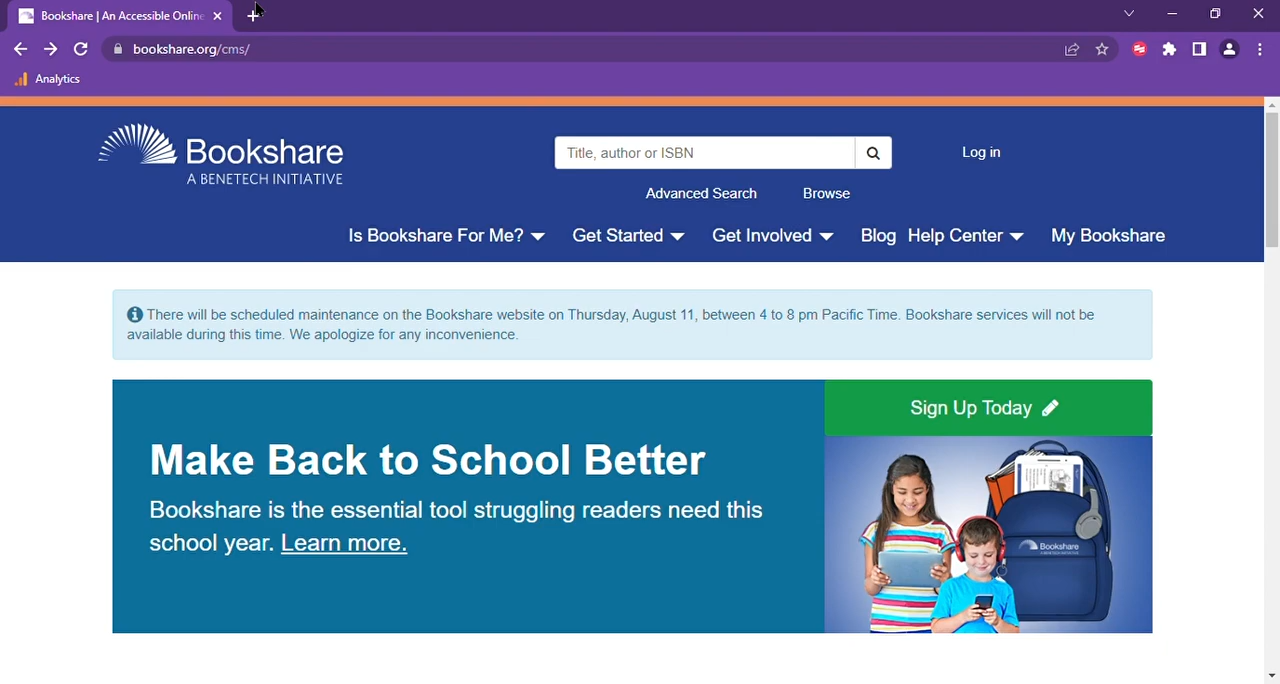 Bookshare | An Accessible Online
bookshare.org/cms/
Analytics
Bookshare
A BENETECH INITIATIVE
Title, author or ISBN
Log in
Advanced Search Browse
Is Bookshare For Me? Get Started Get Involved Blog Help Center My Bookshare
There will be scheduled maintenance on the Bookshare website on Thursday, August 11, between 4 to 8 pm Pacific Time. Bookshare services will not be
available during this time. We apologize for any inconvenience.
Sign Up Today
Make Back to School Better
Bookshare is the essential tool struggling readers need this
school year. Learn more.
Bookshare